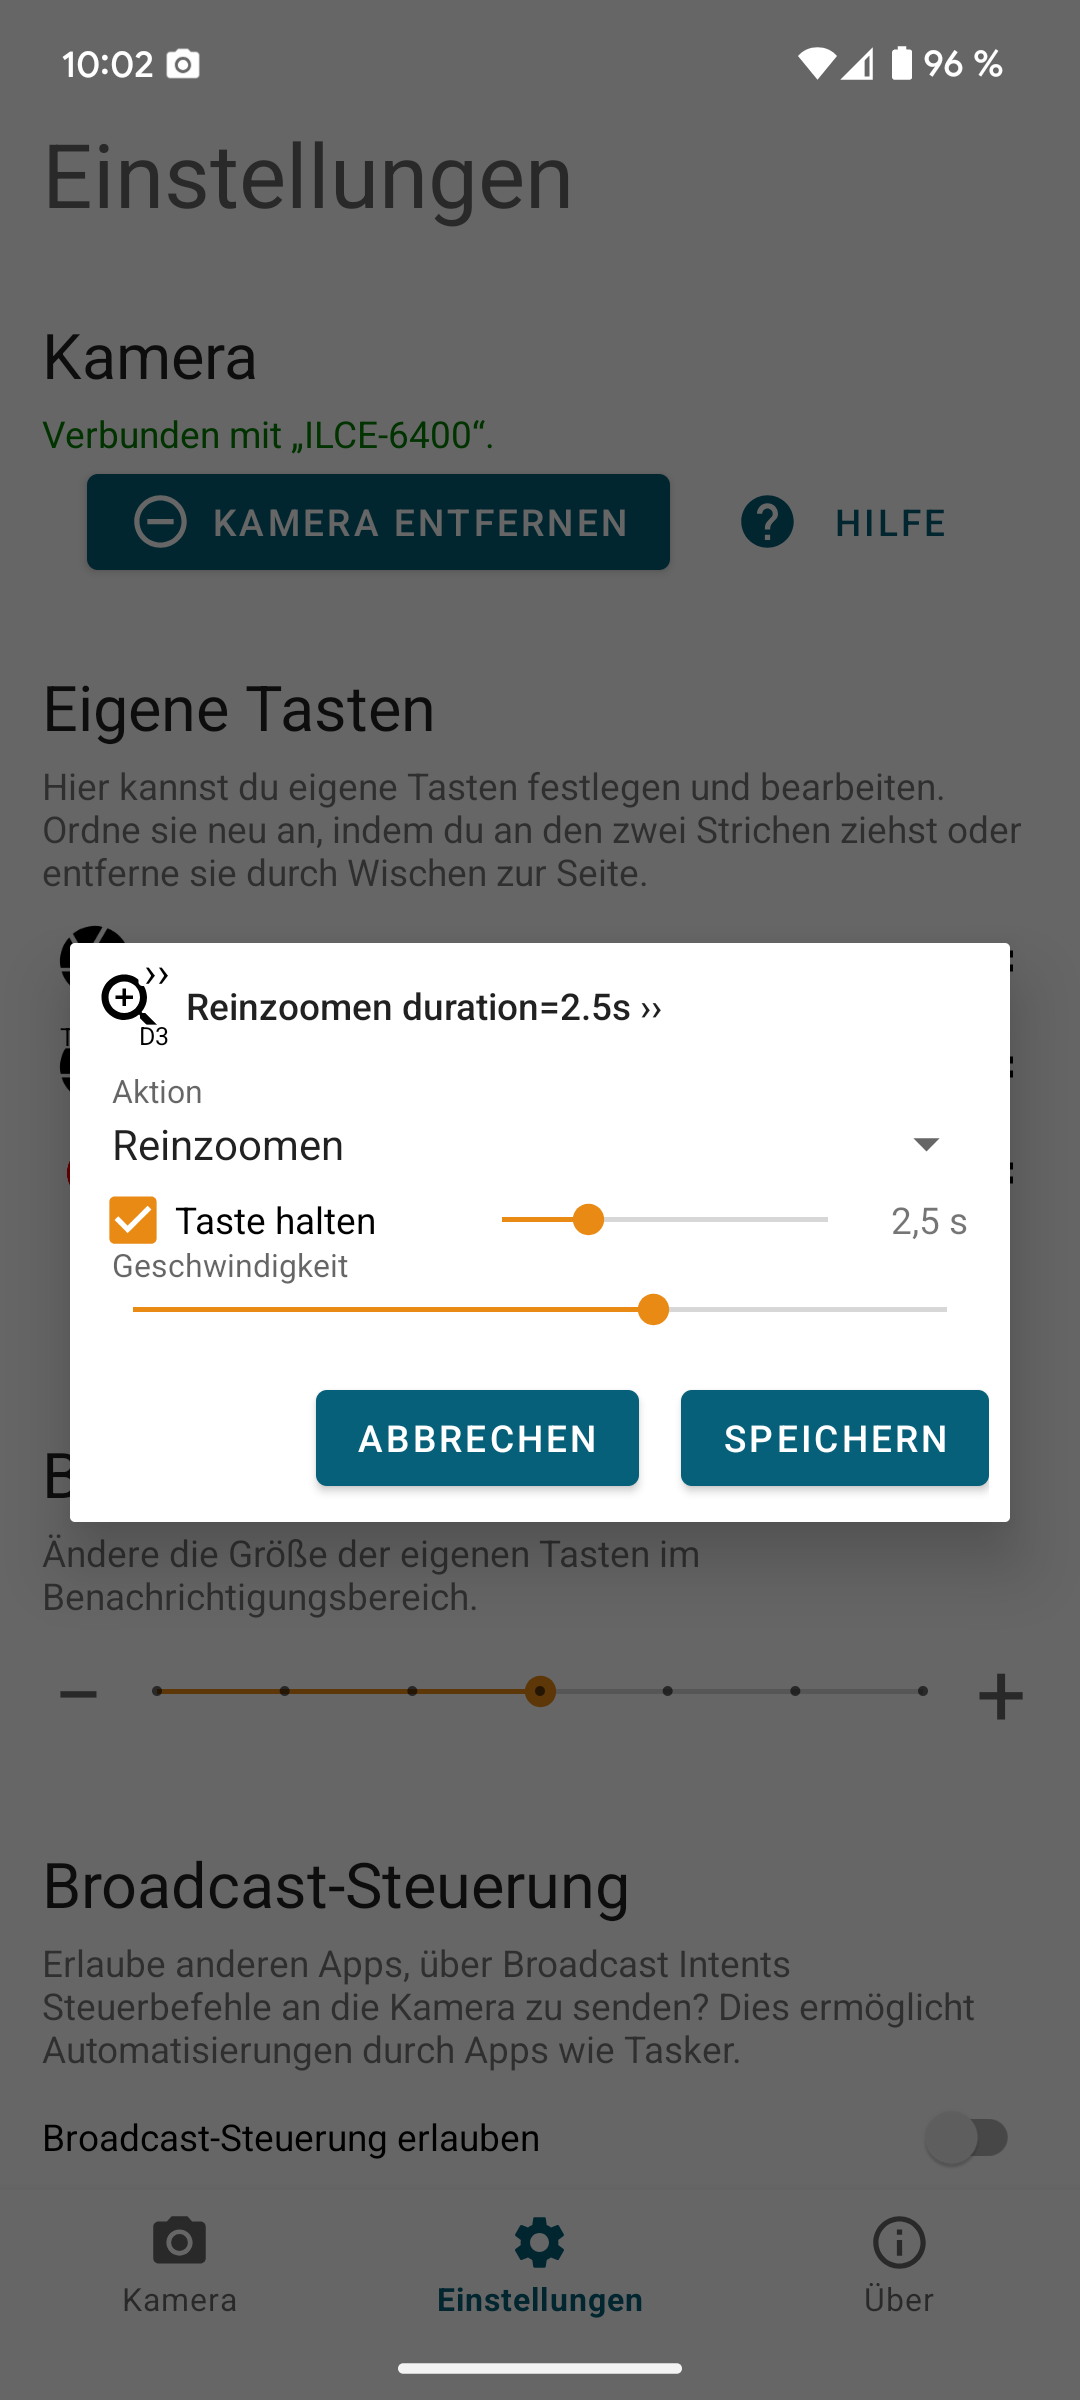 10:02
96 %
Einstellungen
Kamera
Verbunden mit „ILCE-6400“.
KAMERA ENTFERNEN
HILFE
Eigene Tasten
Hier kannst du eigene Tasten festlegen und bearbeiten.
Ordne sie neu an, indem du an den zwei Strichen ziehst oder
entferne sie durch Wischen zur Seite.
Reinzoomen duration=2.5s ››
››
D3
Aktion
Reinzoomen
Taste halten
2,5 s
Geschwindigkeit
ABBRECHEN
SPEICHERN
Ändere die Größe der eigenen Tasten im
Benachrichtigungsbereich.
Broadcast-Steuerung
Erlaube anderen Apps, über Broadcast Intents
Steuerbefehle an die Kamera zu senden? Dies ermöglicht
Automatisierungen durch Apps wie Tasker.
Broadcast-Steuerung erlauben
Kamera
Einstellungen
Über